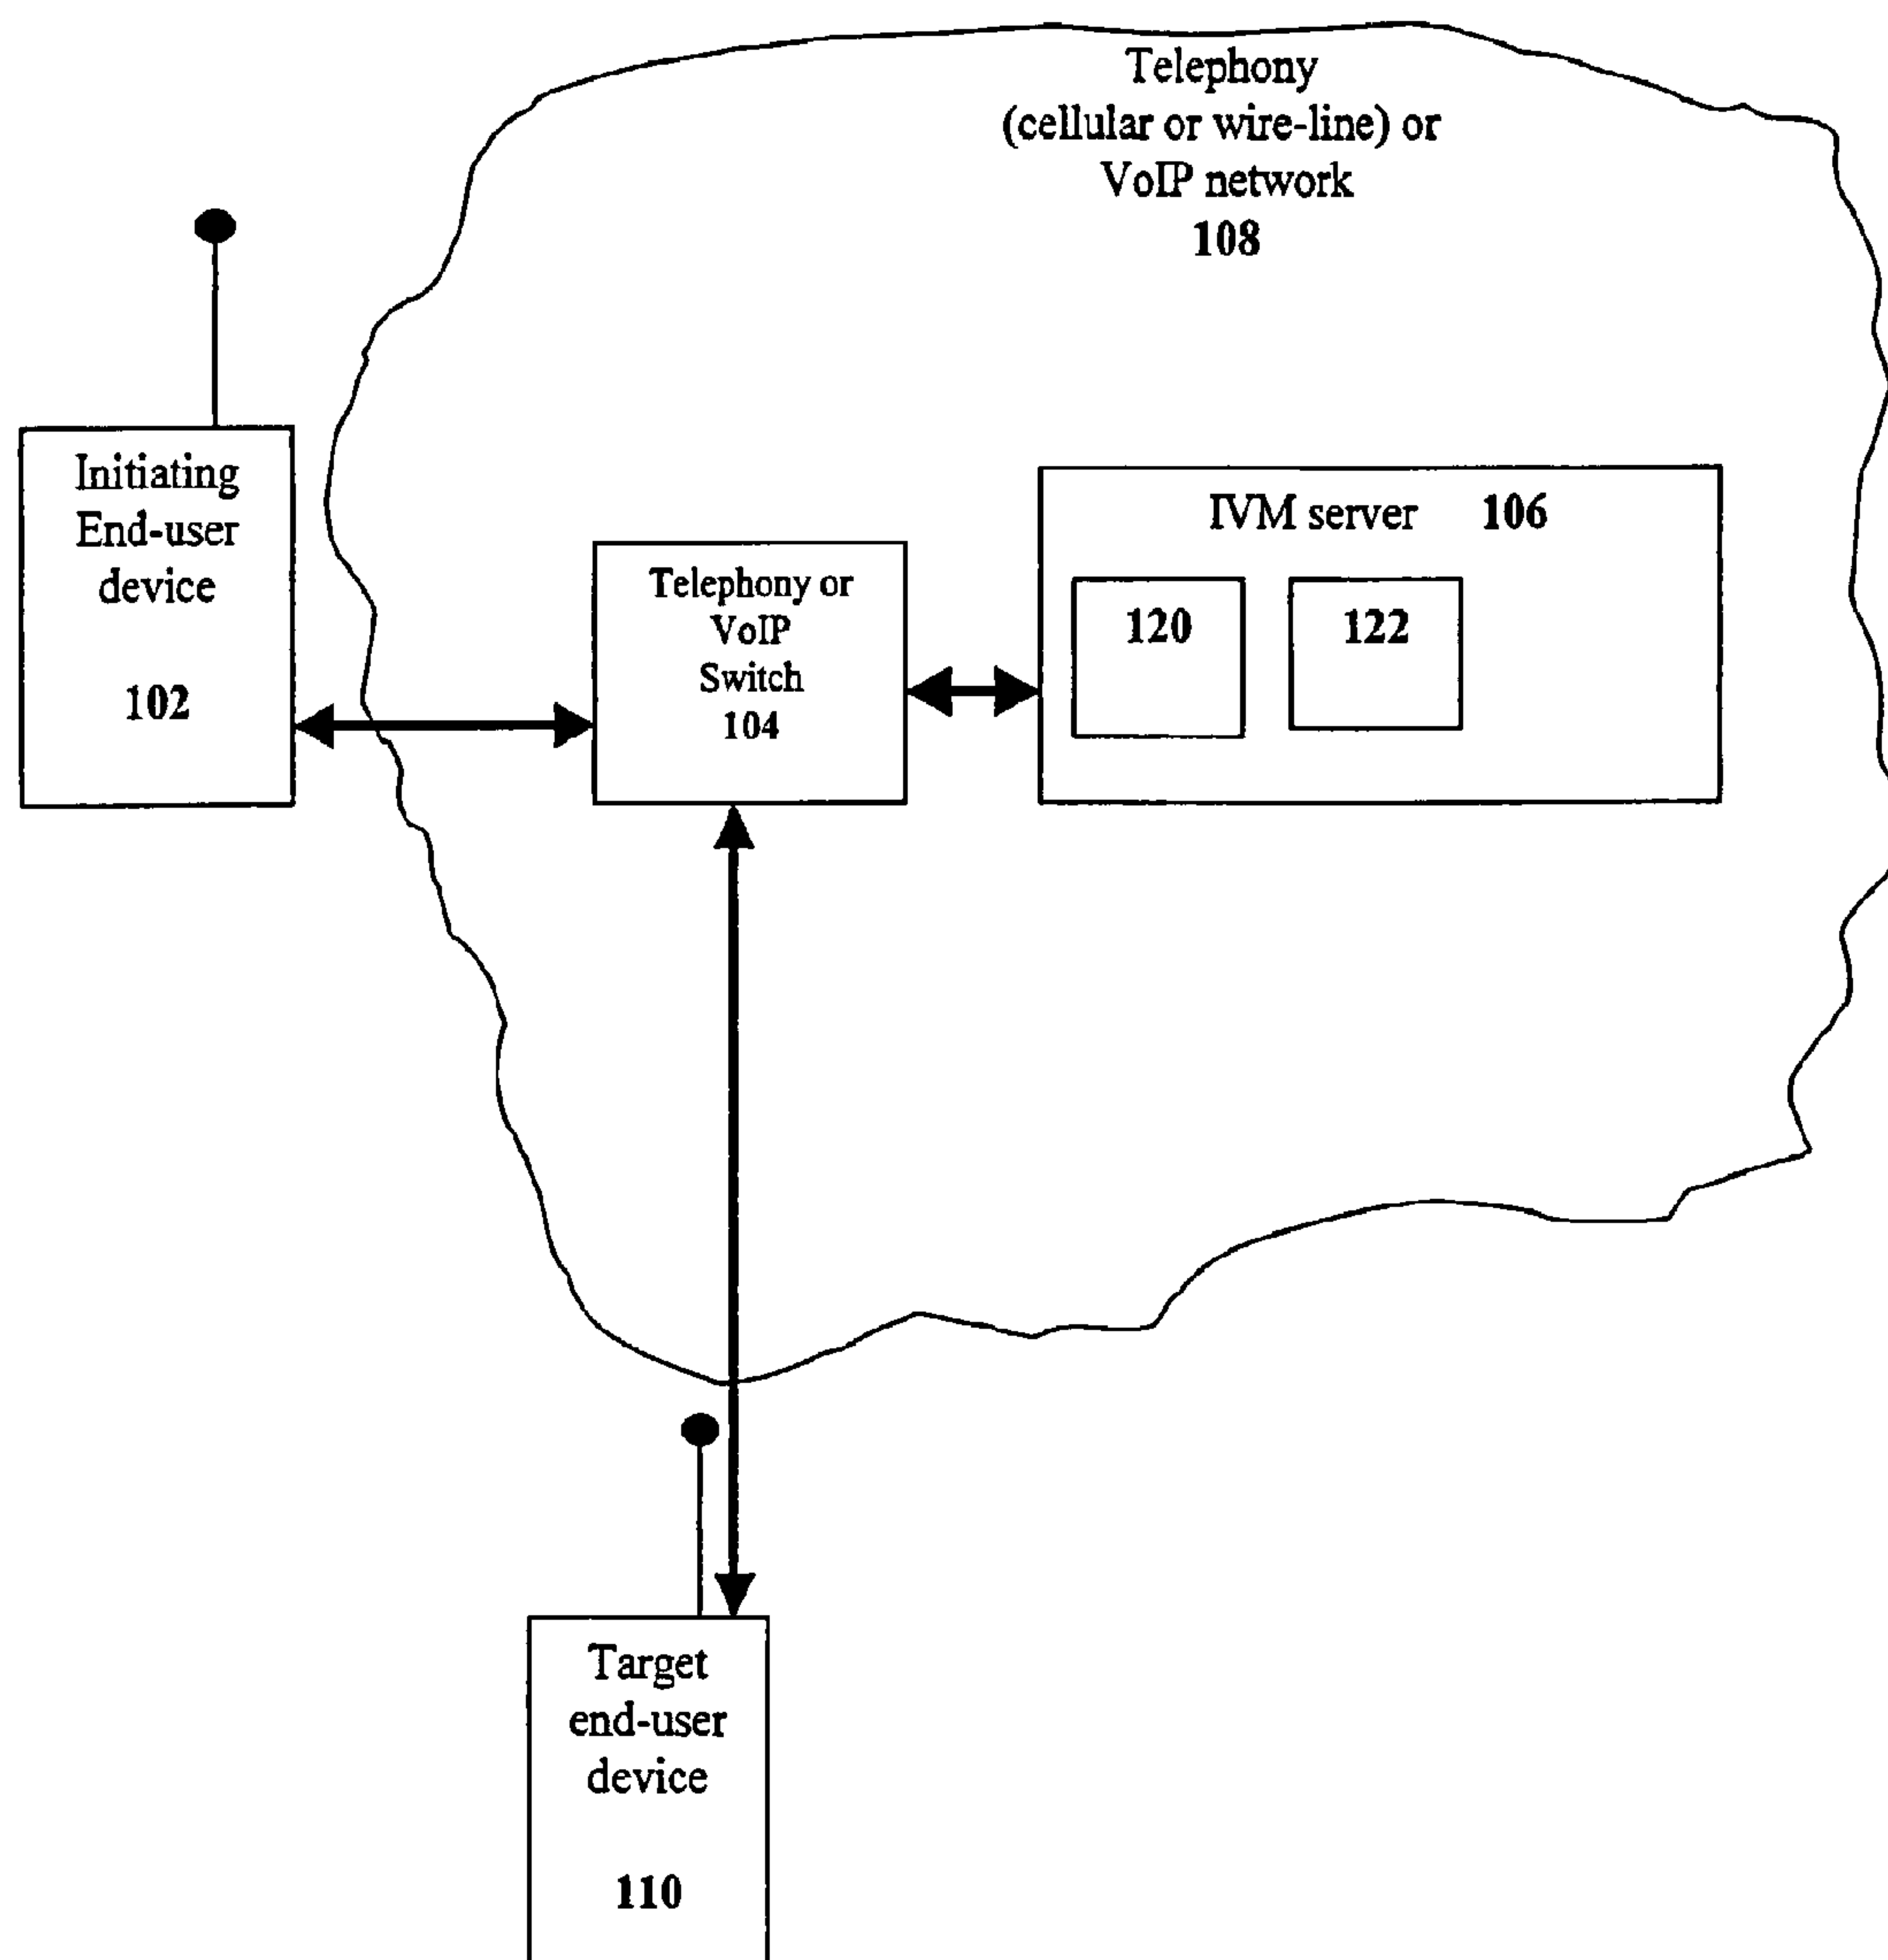 Telephony
(cellular or wire-line) or
VoIP network
108
Initiating
End-user
device
102
Telephony or
VoIP
Switch
104
IVM server 106
120
122
Target
end-user
device
110